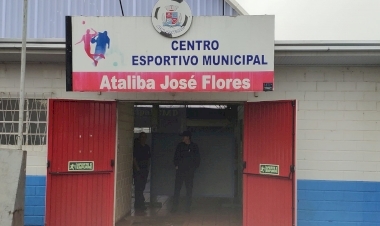 CENTRO
ESPORTIVO MUNICIPAL
Ataliba José Flores